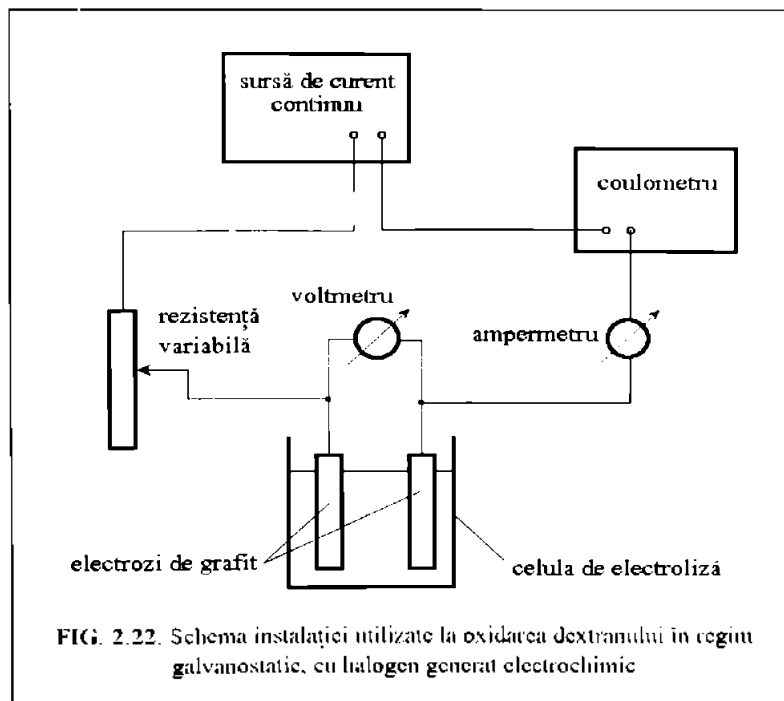 sursă de curent
continuu
coulometru
voltmetru
rezistență
variabilă
ampermetru
electrozi de grafit
celula de electroliză
FIG. 2.22. Schema instalației utilizate la oxidarea dextranului în regim
galvanostatic, cu halogen generat electrochimic